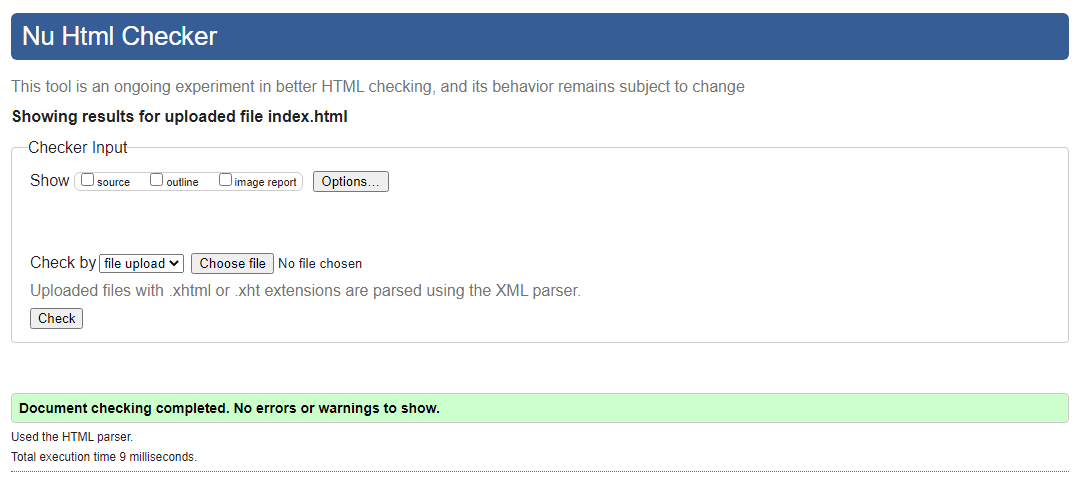 Nu Html Checker
This tool is an ongoing experiment in better HTML checking, and its behavior remains subject to change
Showing results for uploaded file index.html
Checker Input
Show source outline image report Options...
Check by file upload Choose file No file chosen
Uploaded files with .xhtml or .xht extensions are parsed using the XML parser.
Check
Document checking completed. No errors or warnings to show.
Used the HTML parser.
Total execution time 9 milliseconds.